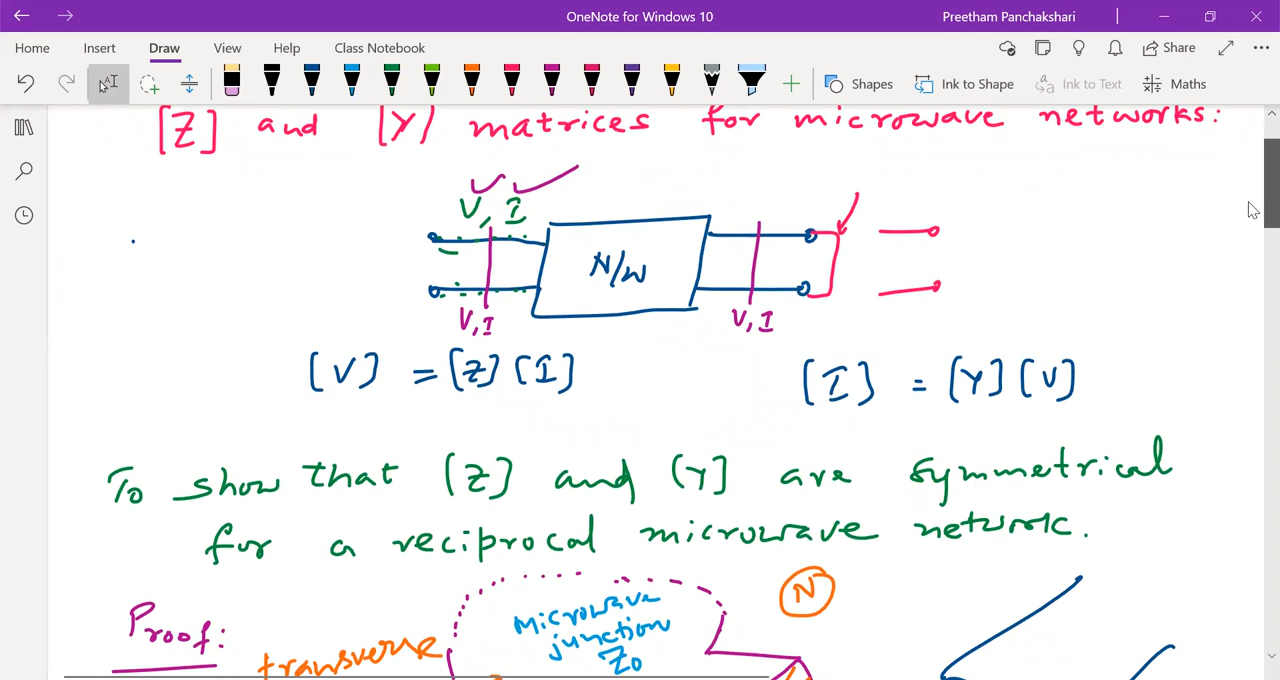 OneNote for Windows 10
Preetham Panchakshari
Home Insert Draw View Help Class Notebook
Share
Shapes Ink to Shape Ink to Text Maths
[Z] and [Y] matrices for microwave networks:
V, I
N/W
V, I
V, I
[V] = [Z] [I]
[I] = [Y] [V]
To show that [Z] and [Y] are symmetrical
for a reciprocal microwave network.
N
Proof:
microwave
junction
Z0
transverse